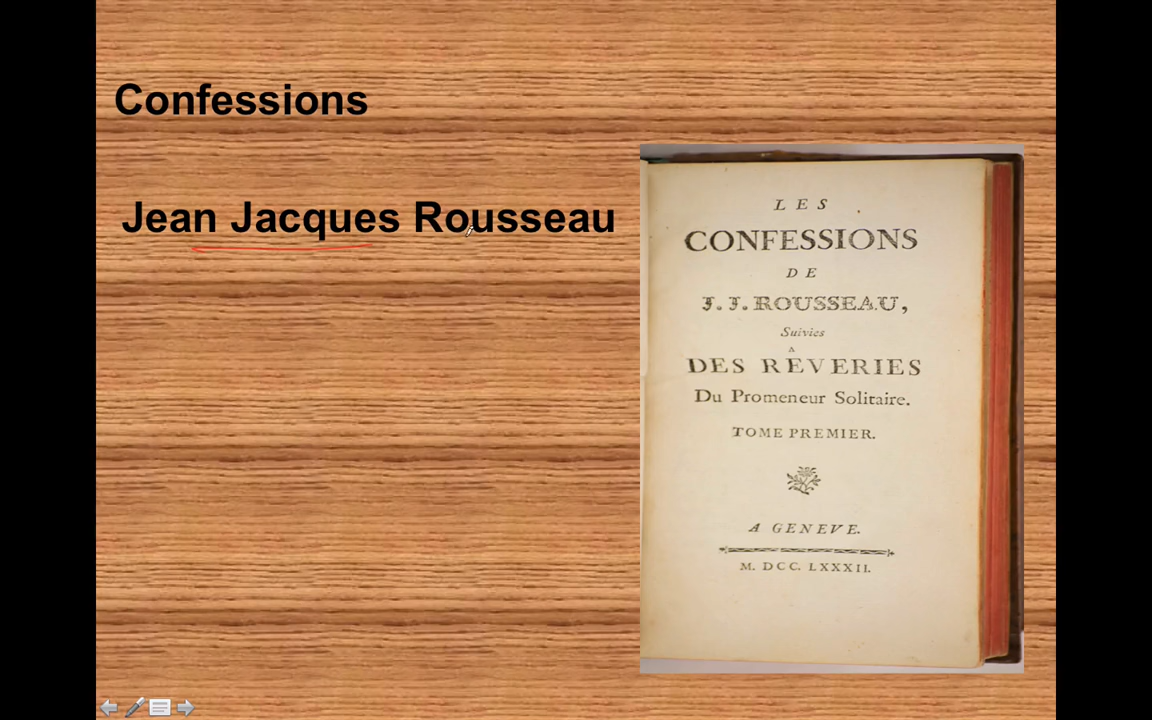 Confessions
Jean Jacques Rousseau
LES
CONFESSIONS
DE
J. J. ROUSSEAU,
Suivies
DES RÊVERIES
Du Promeneur Solitaire.
TOME PREMIER.
A GENEVE.
M. DCC. LXXXII.